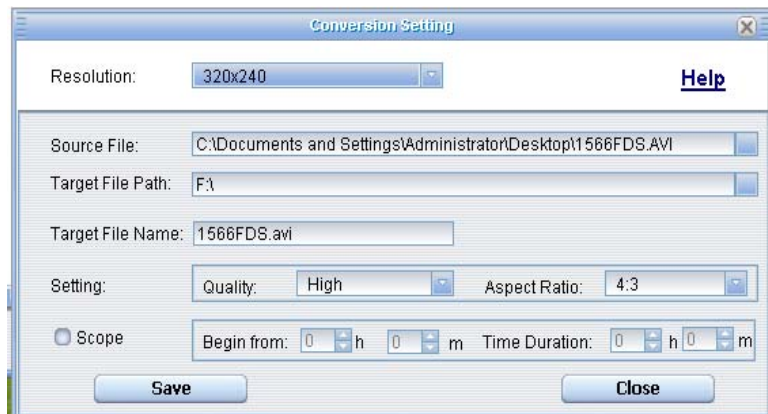 Conversion Setting
Resolution: 320x240 Help
Source File: C:\Documents and Settings\Administrator\Desktop\1566FDS.AVI
Target File Path: F:\
Target File Name: 1566FDS.avi
Setting: Quality: High Aspect Ratio: 4:3
Scope Begin from: 0 h 0 m Time Duration: 0 h 0 m
Save Close